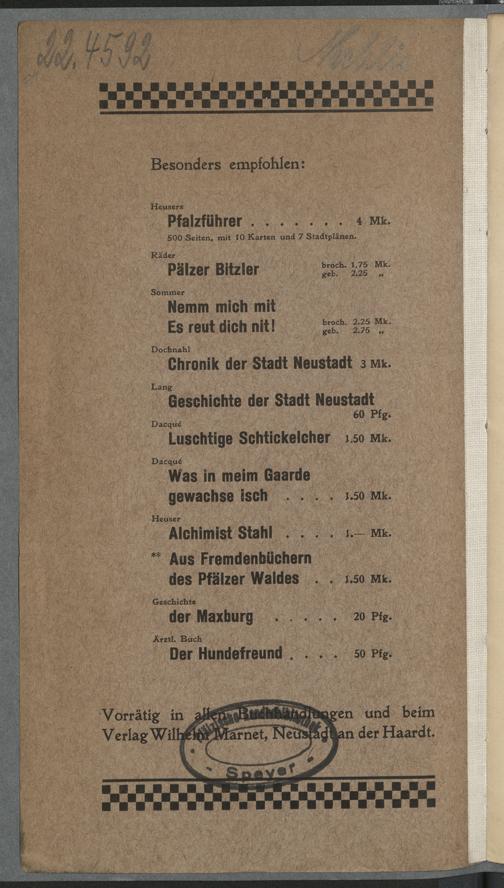 22.4592
Besonders empfohlen:
Heusers
Pfalzführer . . . . . . . 4 Mk.
500 Seiten, mit 10 Karten und 7 Stadtplänen.
Räder
Pälzer Bitzler broch. 1.75 Mk.
geb. 2.25 „
Sommer
Nemm mich mit
Es reut dich nit! broch. 2.25 Mk.
geb. 2.75 „
Dochnahl
Chronik der Stadt Neustadt 3 Mk.
Lang
Geschichte der Stadt Neustadt
60 Pfg.
Dacqué
Luschtige Schtickelcher 1.50 Mk.
Dacqué
Was in meim Gaarde
gewachse isch . . . . 1.50 Mk.
Heuser
Alchimist Stahl . . . . 1.— Mk.
** Aus Fremdenbüchern
des Pfälzer Waldes . . 1.50 Mk.
Geschichte
der Maxburg . . . . . 20 Pfg.
Ärztl. Buch
Der Hundefreund . . . . 50 Pfg.
Vorrätig in allen Buchhandlungen und beim
Verlag Wilhelm Marnet, Neustadt an der Haardt.
Speyer